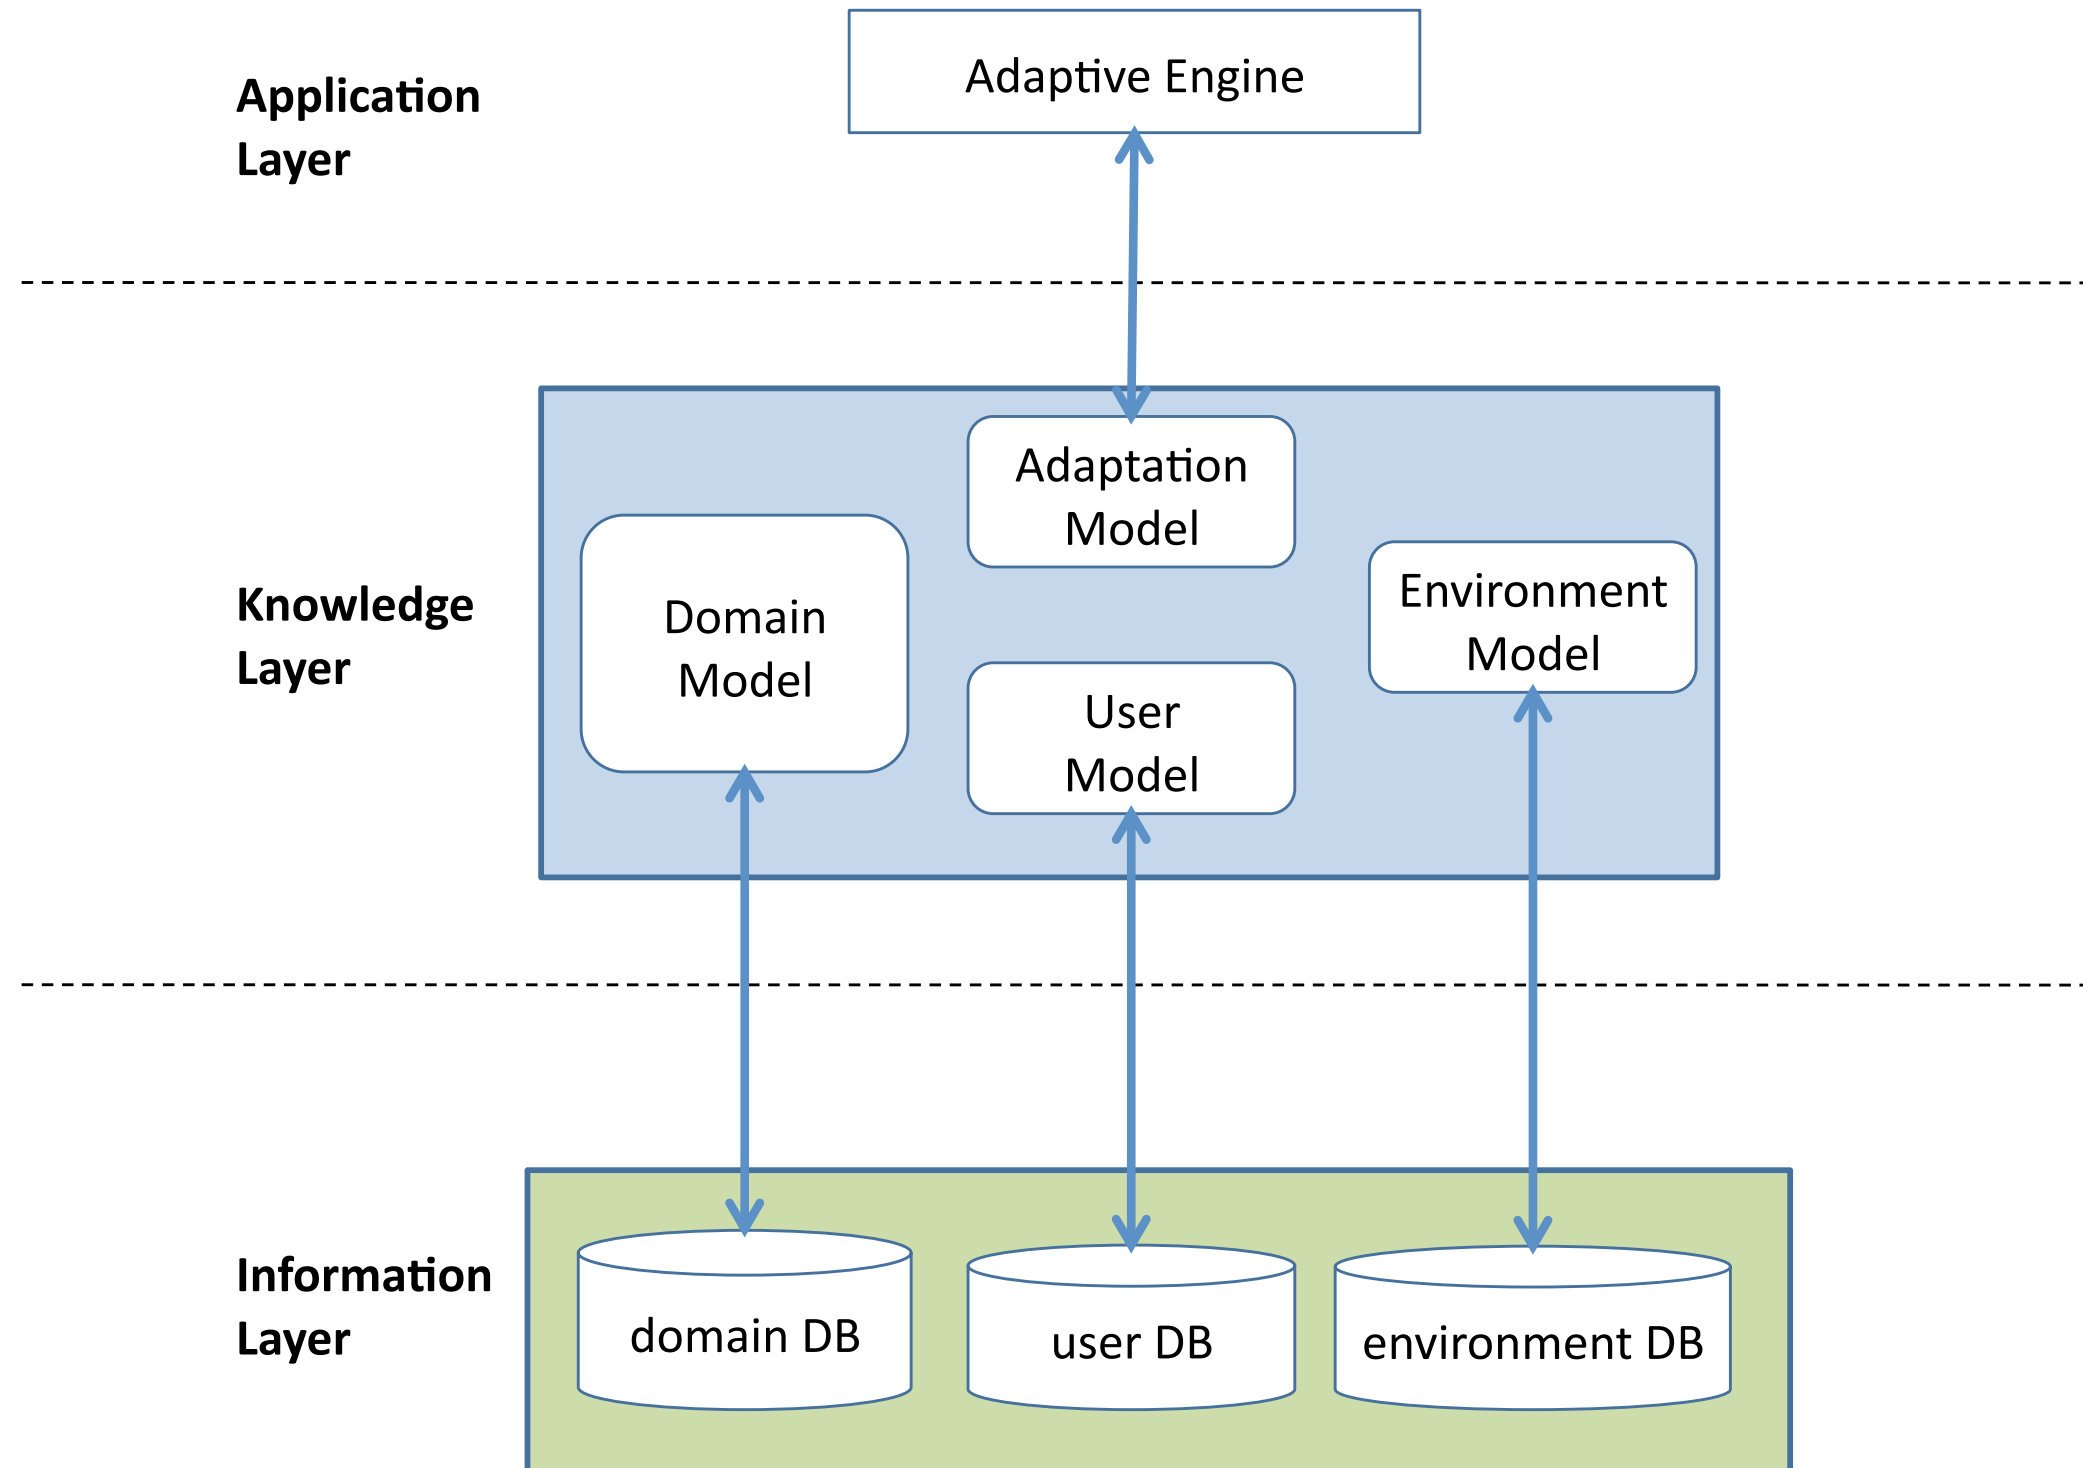 Application
Layer
Adaptive Engine
Knowledge
Layer
Adaptation
Model
Domain
Model
Environment
Model
User
Model
Information
Layer
domain DB
user DB
environment DB